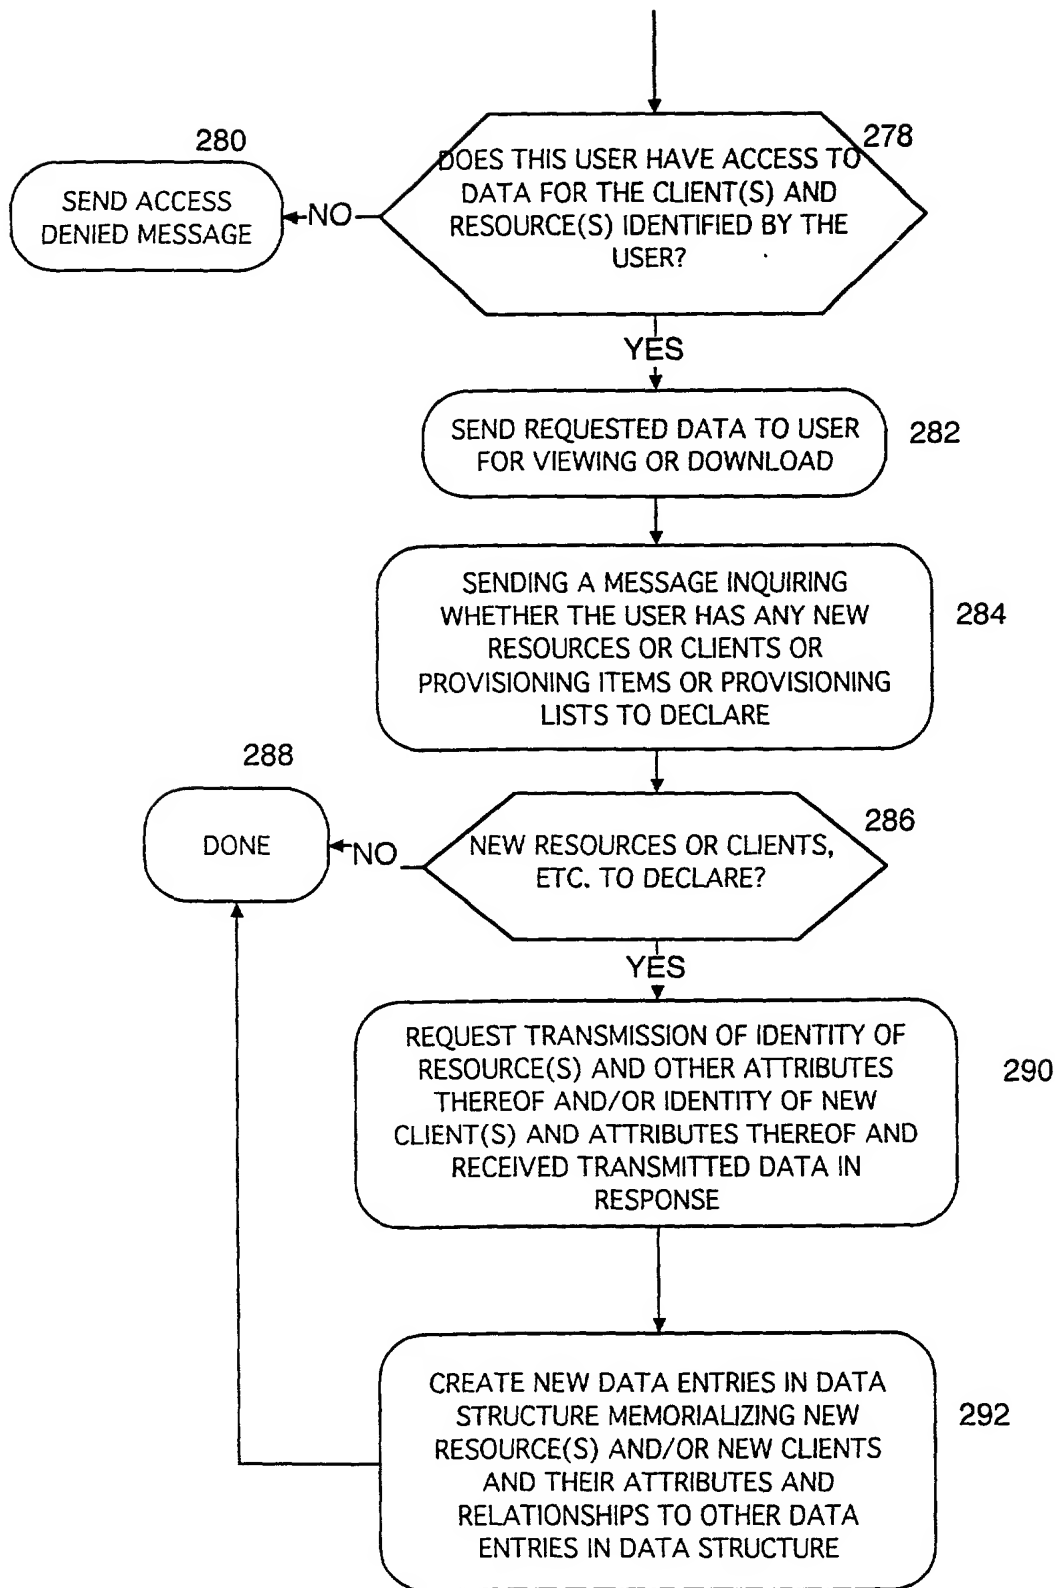 280
278
SEND ACCESS
DENIED MESSAGE
NO
DOES THIS USER HAVE ACCESS TO
DATA FOR THE CLIENT(S) AND
RESOURCE(S) IDENTIFIED BY THE
USER?
YES
SEND REQUESTED DATA TO USER
FOR VIEWING OR DOWNLOAD
282
SENDING A MESSAGE INQUIRING
WHETHER THE USER HAS ANY NEW
RESOURCES OR CLIENTS OR
PROVISIONING ITEMS OR PROVISIONING
LISTS TO DECLARE
284
288
DONE
NO
286
NEW RESOURCES OR CLIENTS,
ETC. TO DECLARE?
YES
REQUEST TRANSMISSION OF IDENTITY OF
RESOURCE(S) AND OTHER ATTRIBUTES
THEREOF AND/OR IDENTITY OF NEW
CLIENT(S) AND ATTRIBUTES THEREOF AND
RECEIVED TRANSMITTED DATA IN
RESPONSE
290
CREATE NEW DATA ENTRIES IN DATA
STRUCTURE MEMORIALIZING NEW
RESOURCE(S) AND/OR NEW CLIENTS
AND THEIR ATTRIBUTES AND
RELATIONSHIPS TO OTHER DATA
ENTRIES IN DATA STRUCTURE
292